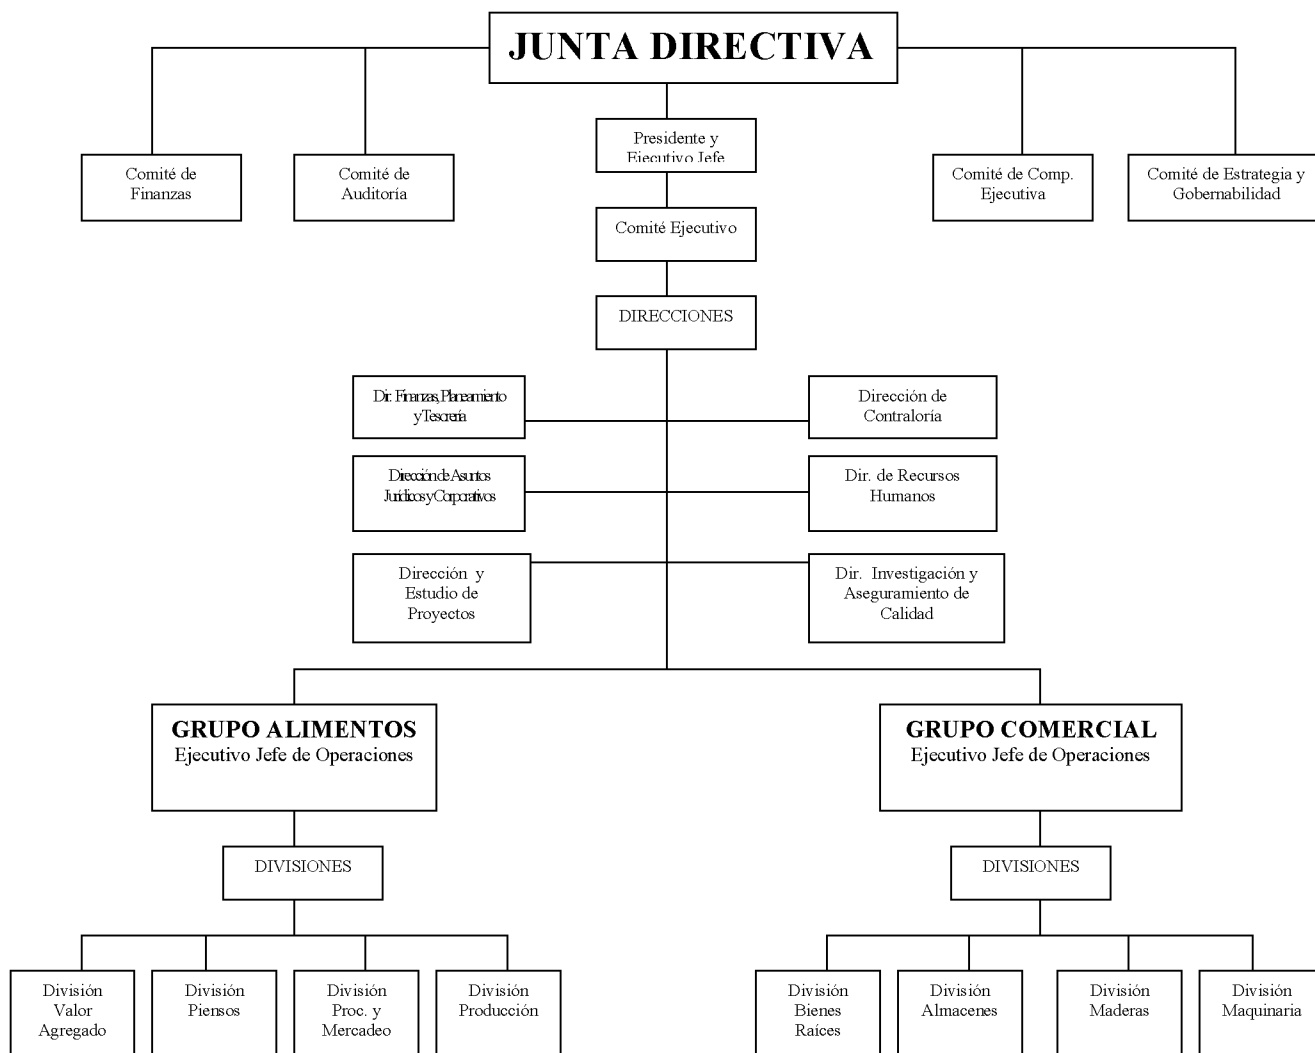 JUNTA DIRECTIVA
Presidente y
Ejecutivo Jefe
Comité de
Finanzas
Comité de
Auditoría
Comité de Comp.
Ejecutiva
Comité de Estrategia y
Gobernabilidad
Comité Ejecutivo
DIRECCIONES
Dir. Finanzas, Planeamiento
y Tesorería
Dirección de
Contraloría
Dirección de Asuntos
Jurídicos y Corporativos
Dir. de Recursos
Humanos
Dirección y
Estudio de
Proyectos
Dir. Investigación y
Aseguramiento de
Calidad
GRUPO ALIMENTOS
Ejecutivo Jefe de Operaciones
GRUPO COMERCIAL
Ejecutivo Jefe de Operaciones
DIVISIONES
DIVISIONES
División
Valor
Agregado
División
Piensos
División
Proc. y
Mercadeo
División
Producción
División
Bienes
Raíces
División
Almacenes
División
Maderas
División
Maquinaria